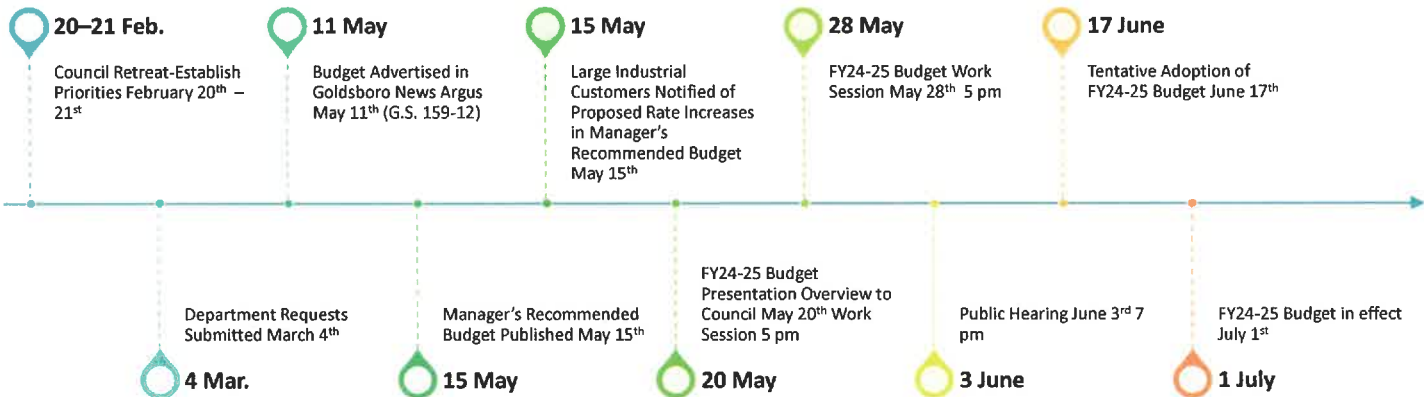 20–21 Feb.
Council Retreat-Establish
Priorities February 20th –
21st
11 May
Budget Advertised in
Goldsboro News Argus
May 11th (G.S. 159-12)
15 May
Large Industrial
Customers Notified of
Proposed Rate Increases
in Manager's
Recommended Budget
May 15th
28 May
FY24-25 Budget Work
Session May 28th 5 pm
17 June
Tentative Adoption of
FY24-25 Budget June 17th
Department Requests
Submitted March 4th
4 Mar.
Manager's Recommended
Budget Published May 15th
15 May
FY24-25 Budget
Presentation Overview to
Council May 20th Work
Session 5 pm
20 May
Public Hearing June 3rd 7
pm
3 June
FY24-25 Budget in effect
July 1st
1 July